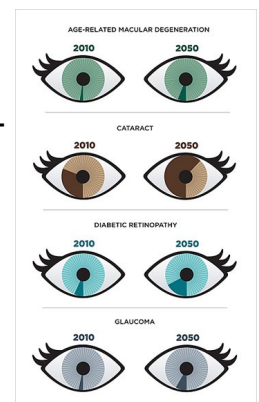 AGE-RELATED MACULAR DEGENERATION
2010 2050
CATARACT
2010 2050
DIABETIC RETINOPATHY
2010 2050
GLAUCOMA
2010 2050